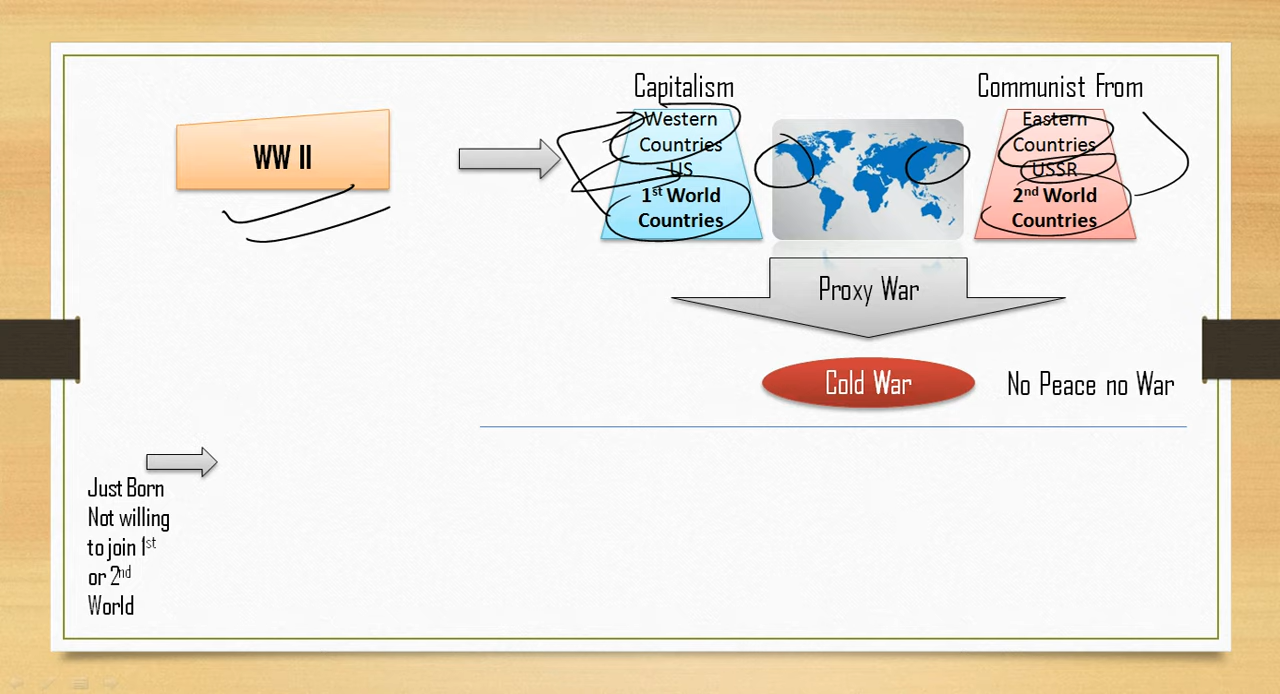 WW II
Capitalism
Western
Countries
US
1st World
Countries
Communist From
Eastern
Countries
USSR
2nd World
Countries
Proxy War
Cold War
No Peace no War
Just Born
Not willing
to join 1st
or 2nd
World